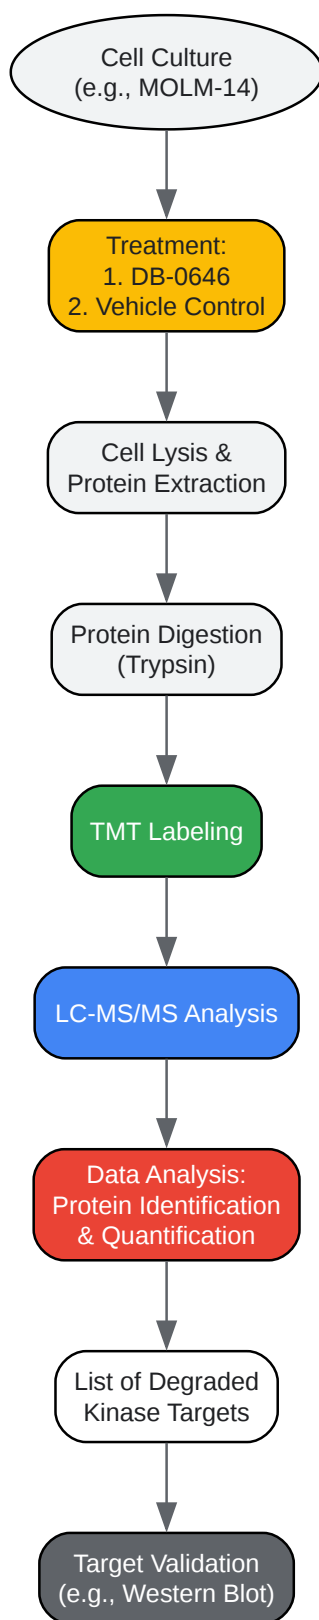 Cell Culture
(e.g., MOLM-14)
Treatment:
1. DB-0646
2. Vehicle Control
Cell Lysis &
Protein Extraction
Protein Digestion
(Trypsin)
TMT Labeling
LC-MS/MS Analysis
Data Analysis:
Protein Identification
& Quantification
List of Degraded
Kinase Targets
Target Validation
(e.g., Western Blot)